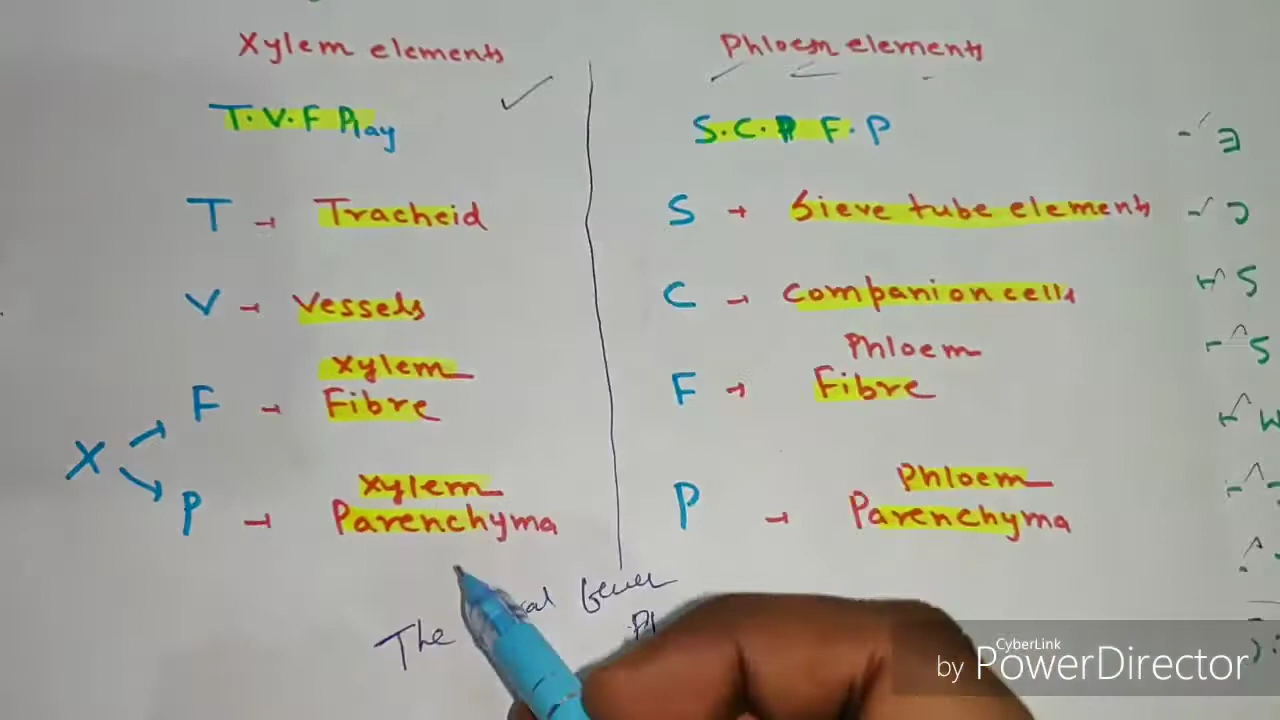 Xylem elements
T.V.F Play
T → Tracheid
V → Vessels
Xylem
F → Fibre
X
Xylem
P → Parenchyma
Phloem elements
S.C.P F.P
S → Sieve tube elements
C → Companion cells
Phloem
F → Fibre
Phloem
P → Parenchyma
The
CyberLink
by PowerDirector